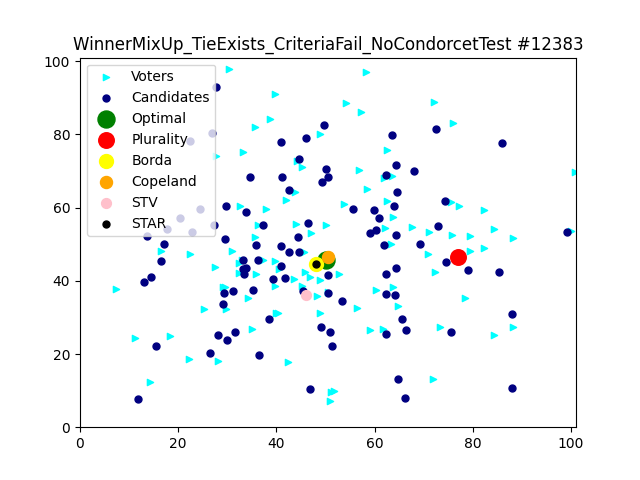 WinnerMixUp_TieExists_CriteriaFail_NoCondorcetTest #12383
100
80
60
40
20
0
Voters
Candidates
Optimal
Plurality
Borda
Copeland
STV
STAR
0 20 40 60 80 100